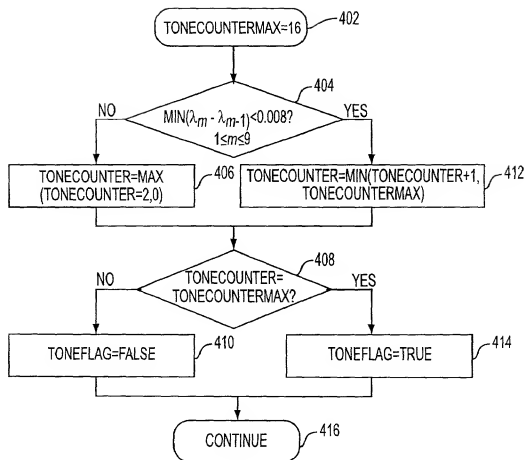 TONECOUNTERMAX=16
402
404
NO
MIN(λm - λm-1)<0.008?
1≤m≤9
YES
TONECOUNTER=MAX
(TONECOUNTER=2,0)
406
TONECOUNTER=MIN(TONECOUNTER+1,
TONECOUNTERMAX)
412
408
NO
TONECOUNTER=
TONECOUNTERMAX?
YES
TONEFLAG=FALSE
410
TONEFLAG=TRUE
414
CONTINUE
416